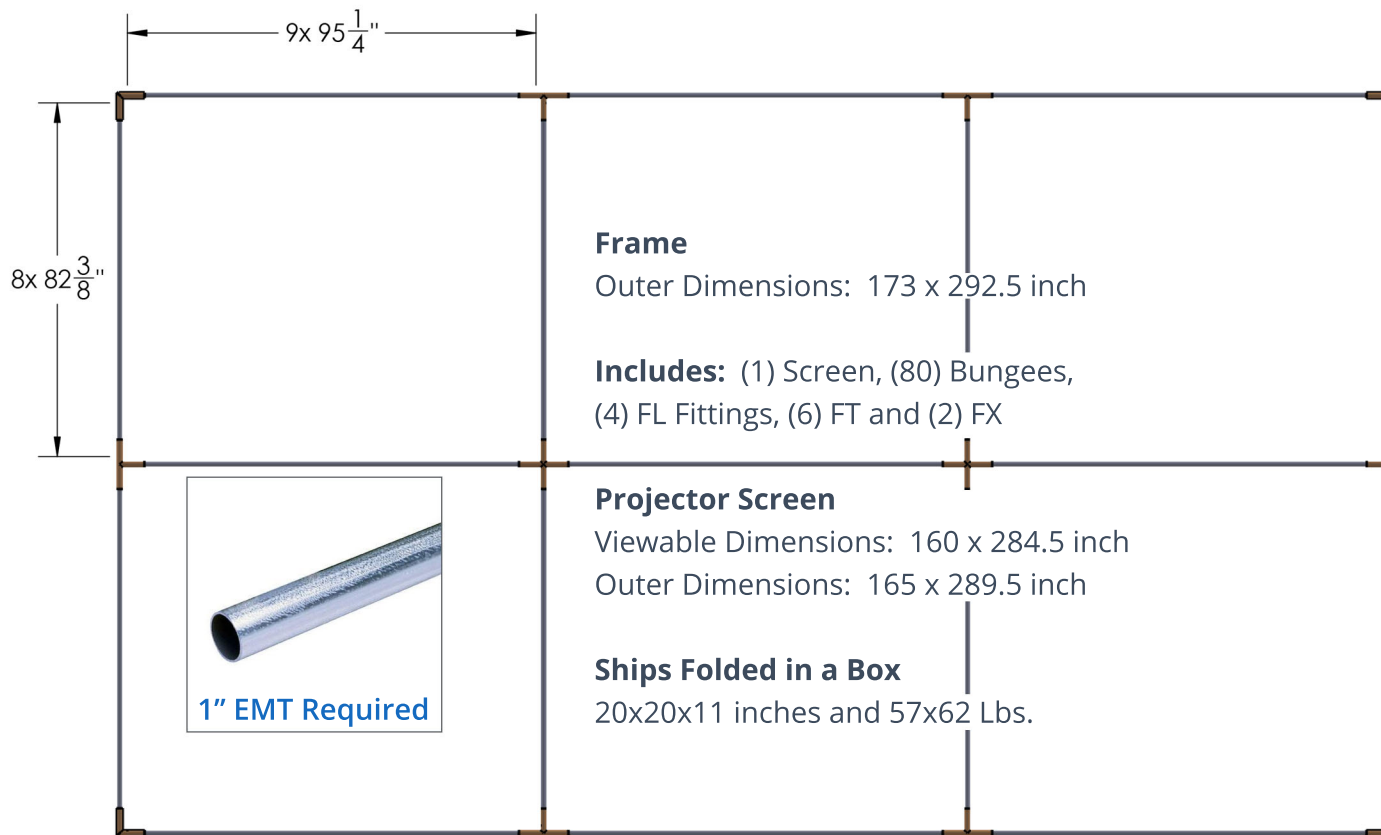 9x 95 1/4"
8x 82 3/8"
Frame
Outer Dimensions: 173 x 292.5 inch
Includes: (1) Screen, (80) Bungees,
(4) FL Fittings, (6) FT and (2) FX
Projector Screen
Viewable Dimensions: 160 x 284.5 inch
Outer Dimensions: 165 x 289.5 inch
Ships Folded in a Box
20x20x11 inches and 57x62 Lbs.
1” EMT Required